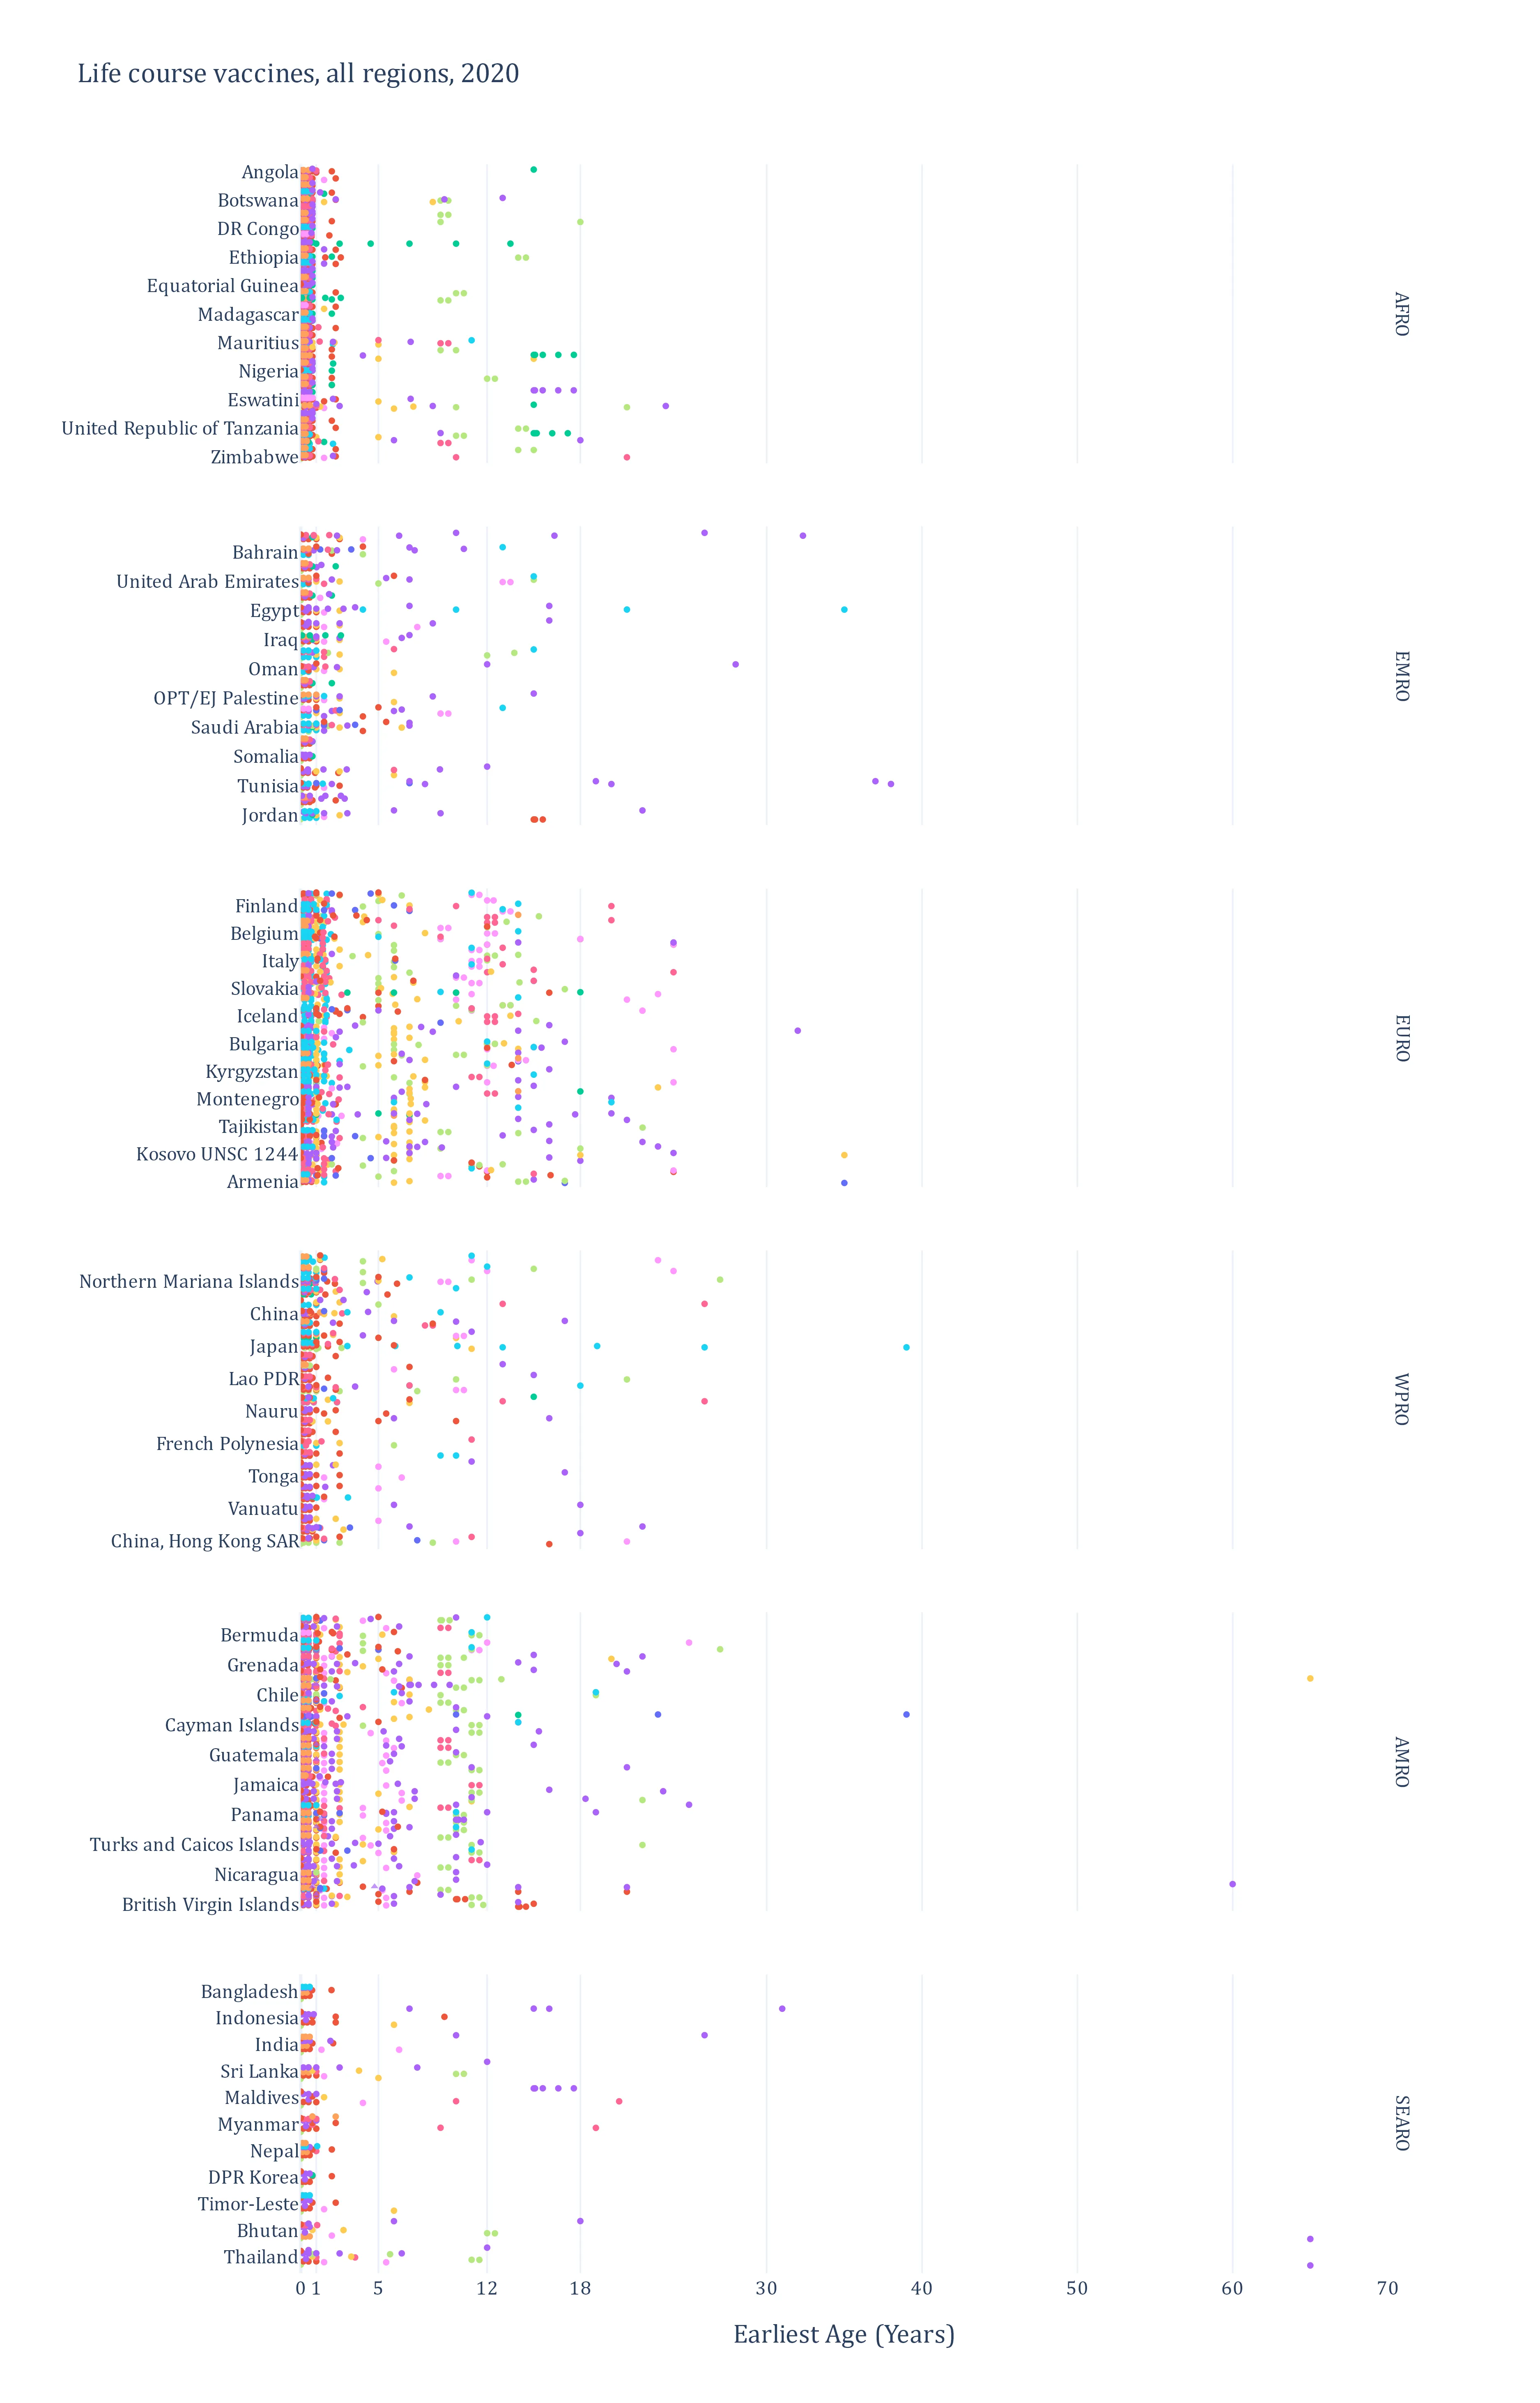 Life course vaccines, all regions, 2020
Angola
Botswana
DR Congo
Ethiopia
Equatorial Guinea
Madagascar
Mauritius
Nigeria
Eswatini
United Republic of Tanzania
Zimbabwe
AFRO
Bahrain
United Arab Emirates
Egypt
Iraq
Oman
OPT/EJ Palestine
Saudi Arabia
Somalia
Tunisia
Jordan
EMRO
Finland
Belgium
Italy
Slovakia
Iceland
Bulgaria
Kyrgyzstan
Montenegro
Tajikistan
Kosovo UNSC 1244
Armenia
EURO
Northern Mariana Islands
China
Japan
Lao PDR
Nauru
French Polynesia
Tonga
Vanuatu
China, Hong Kong SAR
WPRO
Bermuda
Grenada
Chile
Cayman Islands
Guatemala
Jamaica
Panama
Turks and Caicos Islands
Nicaragua
British Virgin Islands
AMRO
Bangladesh
Indonesia
India
Sri Lanka
Maldives
Myanmar
Nepal
DPR Korea
Timor-Leste
Bhutan
Thailand
SEARO
0 1 5 12 18 30 40 50 60 70
Earliest Age (Years)